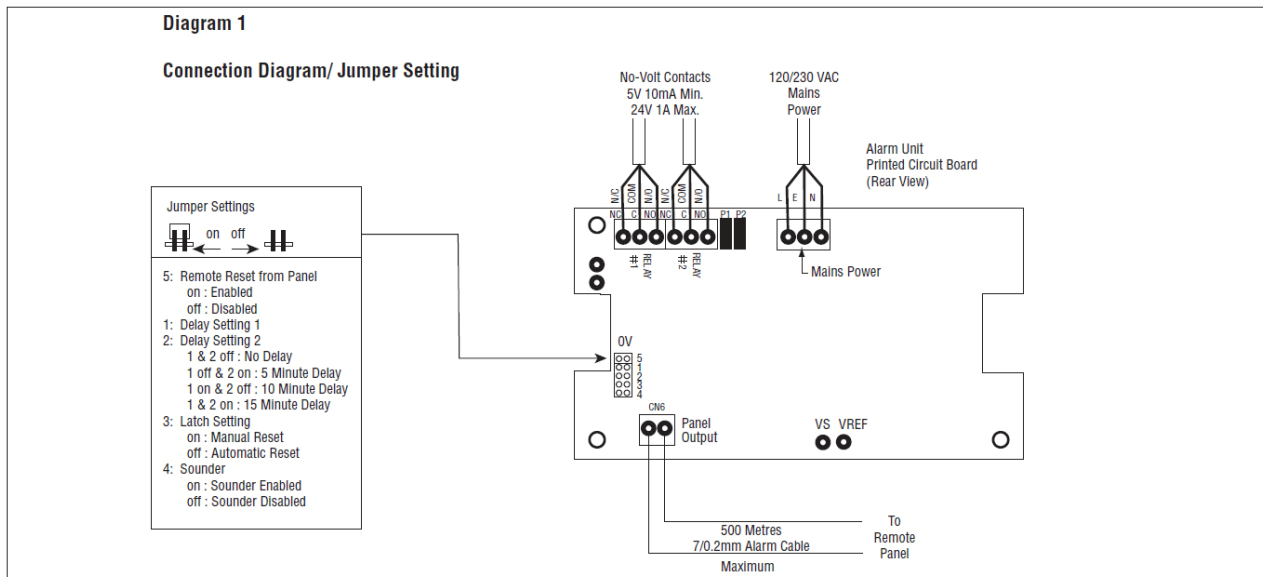 Diagram 1
Connection Diagram/ Jumper Setting
No-Volt Contacts
5V 10mA Min.
24V 1A Max.
120/230 VAC
Mains
Power
Alarm Unit
Printed Circuit Board
(Rear View)
N/C COM N/O N/C COM N/O
L E N
NC C NO NC C NO P1 P2
#1 RELAY #2 RELAY
Mains Power
Jumper Settings
on off
5: Remote Reset from Panel
on : Enabled
off : Disabled
1: Delay Setting 1
2: Delay Setting 2
1 & 2 off : No Delay
1 off & 2 on : 5 Minute Delay
1 on & 2 off : 10 Minute Delay
1 & 2 on : 15 Minute Delay
3: Latch Setting
on : Manual Reset
off : Automatic Reset
4: Sounder
on : Sounder Enabled
off : Sounder Disabled
0V
5
1
2
3
4
CN6
Panel
Output
VS VREF
500 Metres
7/0.2mm Alarm Cable
Maximum
To
Remote
Panel